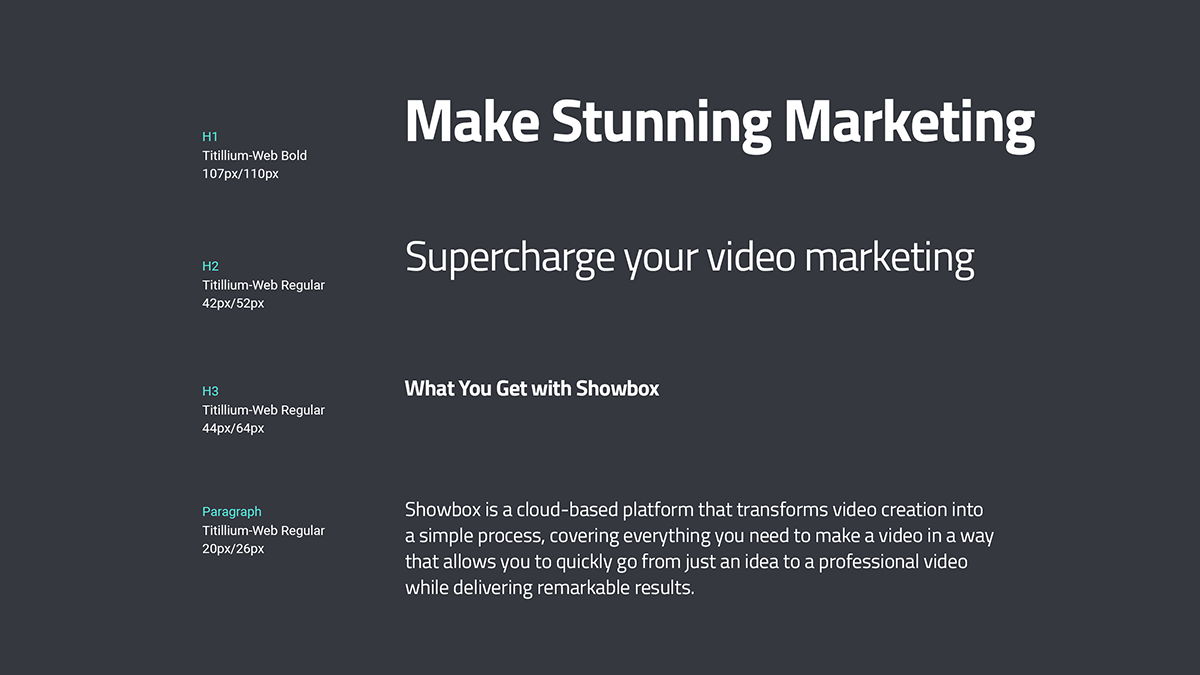 H1
Titillium-Web Bold
107px/110px
Make Stunning Marketing
H2
Titillium-Web Regular
42px/52px
Supercharge your video marketing
H3
Titillium-Web Regular
44px/64px
What You Get with Showbox
Paragraph
Titillium-Web Regular
20px/26px
Showbox is a cloud-based platform that transforms video creation into
a simple process, covering everything you need to make a video in a way
that allows you to quickly go from just an idea to a professional video
while delivering remarkable results.